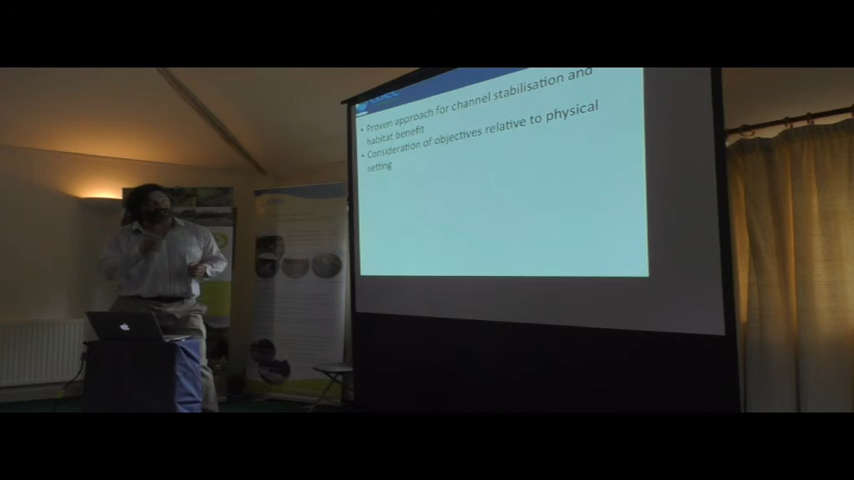 • Proven approach for channel stabilisation and
habitat benefit
• Consideration of objectives relative to physical
setting